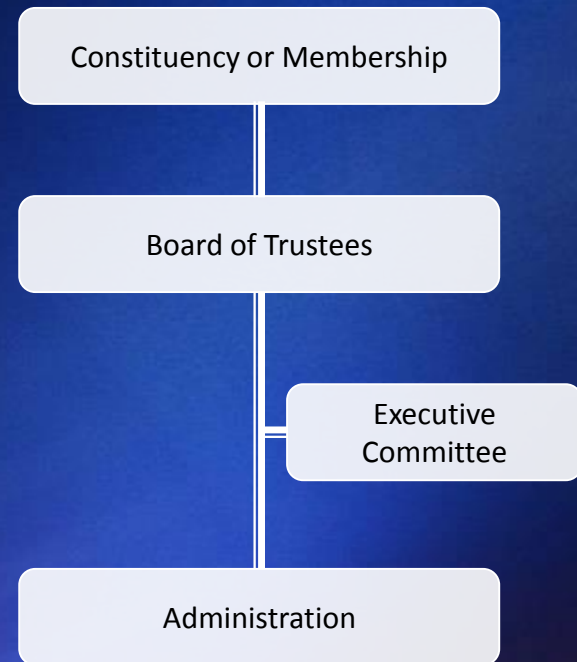 Constituency or Membership
Board of Trustees
Executive
Committee
Administration